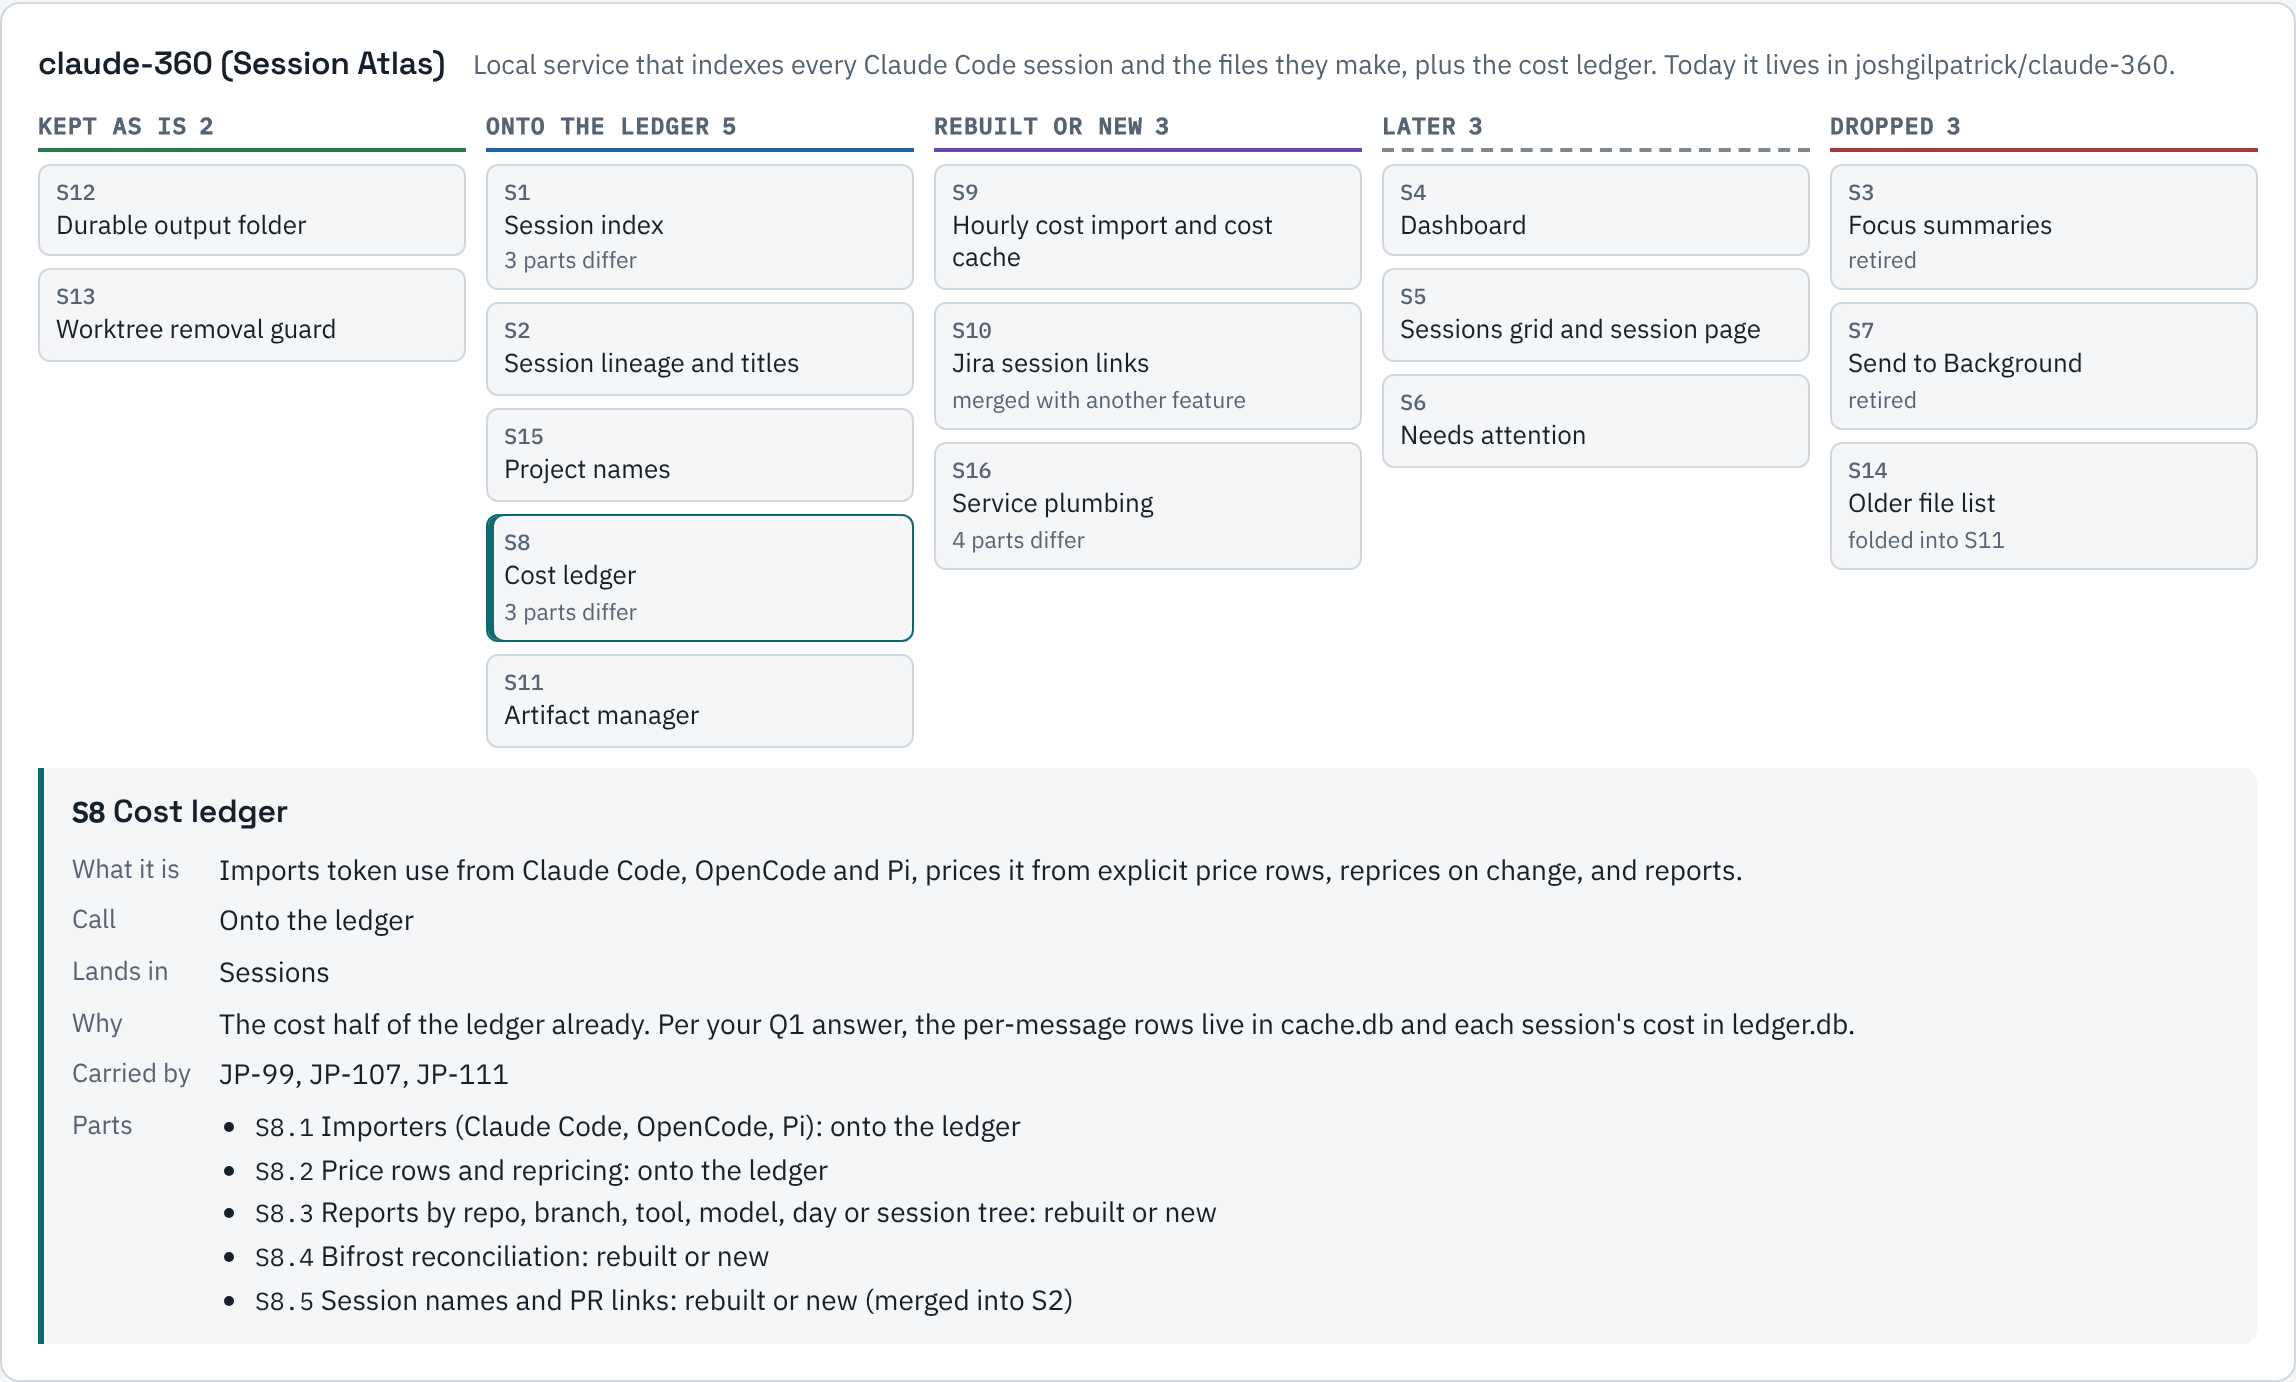 claude-360 (Session Atlas) Local service that indexes every Claude Code session and the files they make, plus the cost ledger. Today it lives in joshgilpatrick/claude-360.
KEPT AS IS 2
S12
Durable output folder
S13
Worktree removal guard
ONTO THE LEDGER 5
S1
Session index
3 parts differ
S2
Session lineage and titles
S15
Project names
S8
Cost ledger
3 parts differ
S11
Artifact manager
REBUILT OR NEW 3
S9
Hourly cost import and cost
cache
S10
Jira session links
merged with another feature
S16
Service plumbing
4 parts differ
LATER 3
S4
Dashboard
S5
Sessions grid and session page
S6
Needs attention
DROPPED 3
S3
Focus summaries
retired
S7
Send to Background
retired
S14
Older file list
folded into S11
S8 Cost ledger
What it is Imports token use from Claude Code, OpenCode and Pi, prices it from explicit price rows, reprices on change, and reports.
Call Onto the ledger
Lands in Sessions
Why The cost half of the ledger already. Per your Q1 answer, the per-message rows live in cache.db and each session's cost in ledger.db.
Carried by JP-99, JP-107, JP-111
Parts • S8.1 Importers (Claude Code, OpenCode, Pi): onto the ledger
• S8.2 Price rows and repricing: onto the ledger
• S8.3 Reports by repo, branch, tool, model, day or session tree: rebuilt or new
• S8.4 Bifrost reconciliation: rebuilt or new
• S8.5 Session names and PR links: rebuilt or new (merged into S2)